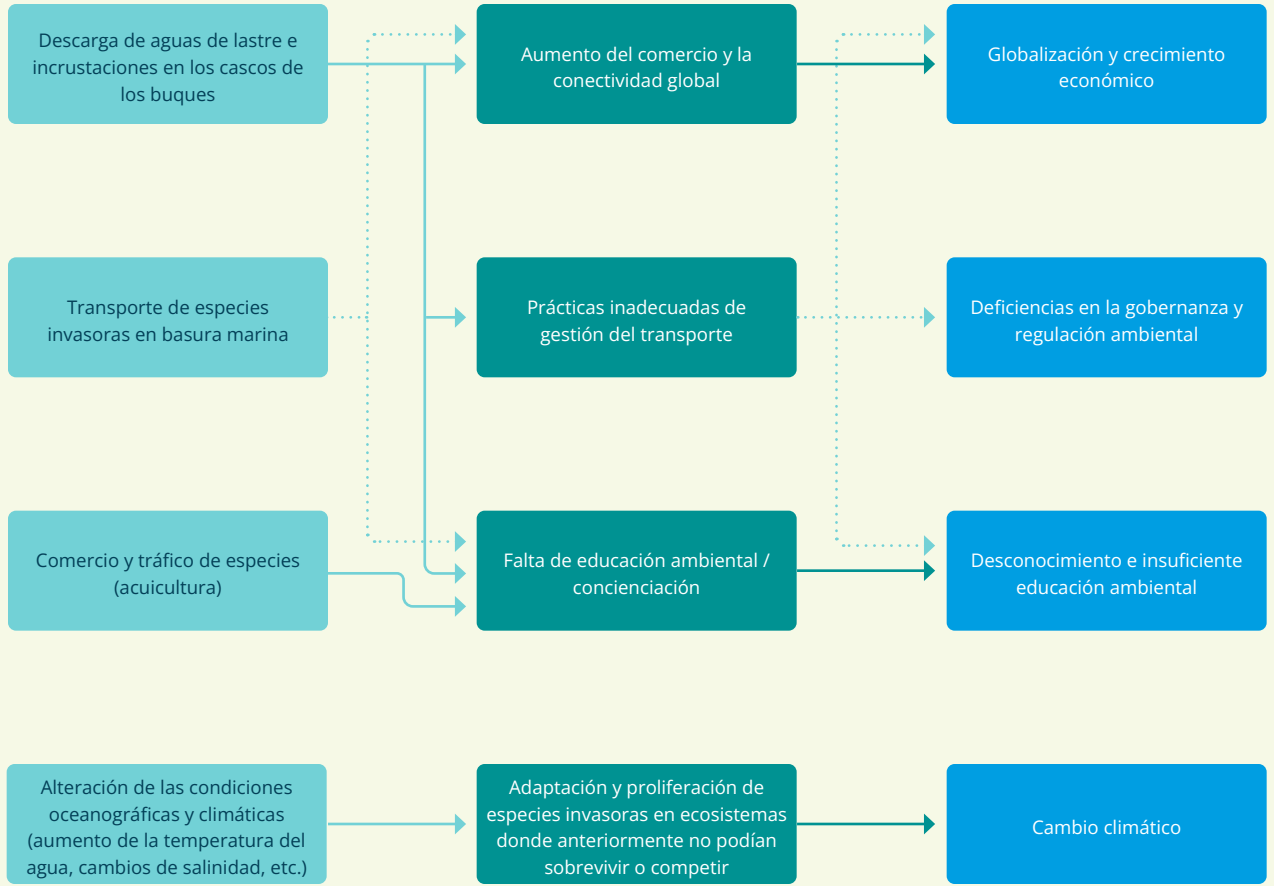 Descarga de aguas de lastre e
incrustaciones en los cascos de
los buques
Aumento del comercio y la
conectividad global
Globalización y crecimiento
económico
Transporte de especies
invasoras en basura marina
Prácticas inadecuadas de
gestión del transporte
Deficiencias en la gobernanza y
regulación ambiental
Comercio y tráfico de especies
(acuicultura)
Falta de educación ambiental /
concienciación
Desconocimiento e insuficiente
educación ambiental
Alteración de las condiciones
oceanográficas y climáticas
(aumento de la temperatura del
agua, cambios de salinidad, etc.)
Adaptación y proliferación de
especies invasoras en ecosistemas
donde anteriormente no podían
sobrevivir o competir
Cambio climático